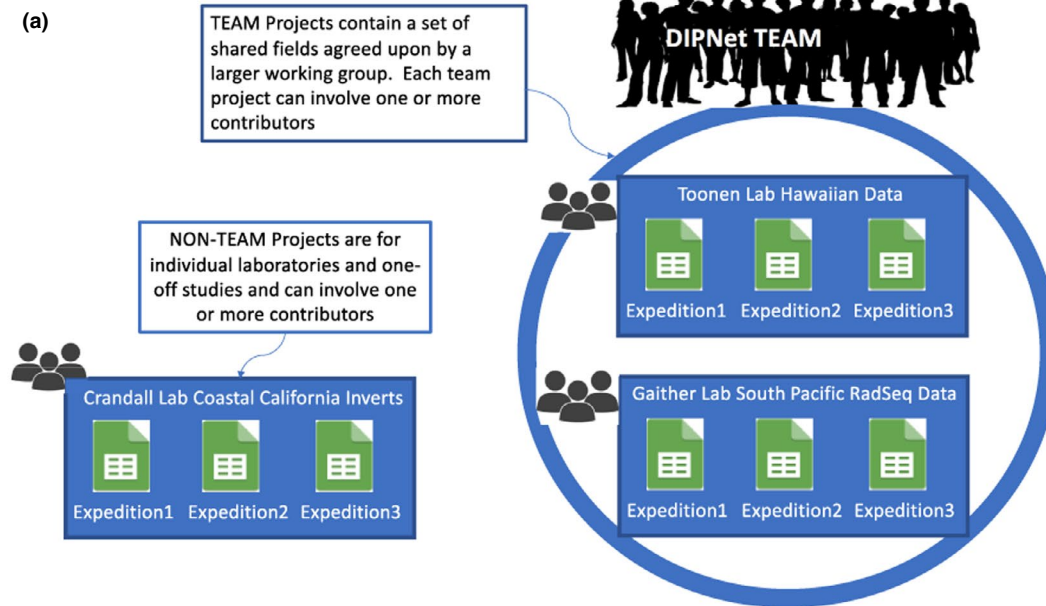 (a)
TEAM Projects contain a set of
shared fields agreed upon by a
larger working group. Each team
project can involve one or more
contributors
DIPNet TEAM
Toonen Lab Hawaiian Data
Expedition1 Expedition2 Expedition3
NON-TEAM Projects are for
individual laboratories and one-
off studies and can involve one
or more contributors
Crandall Lab Coastal California Inverts
Expedition1 Expedition2 Expedition3
Gaither Lab South Pacific RadSeq Data
Expedition1 Expedition2 Expedition3